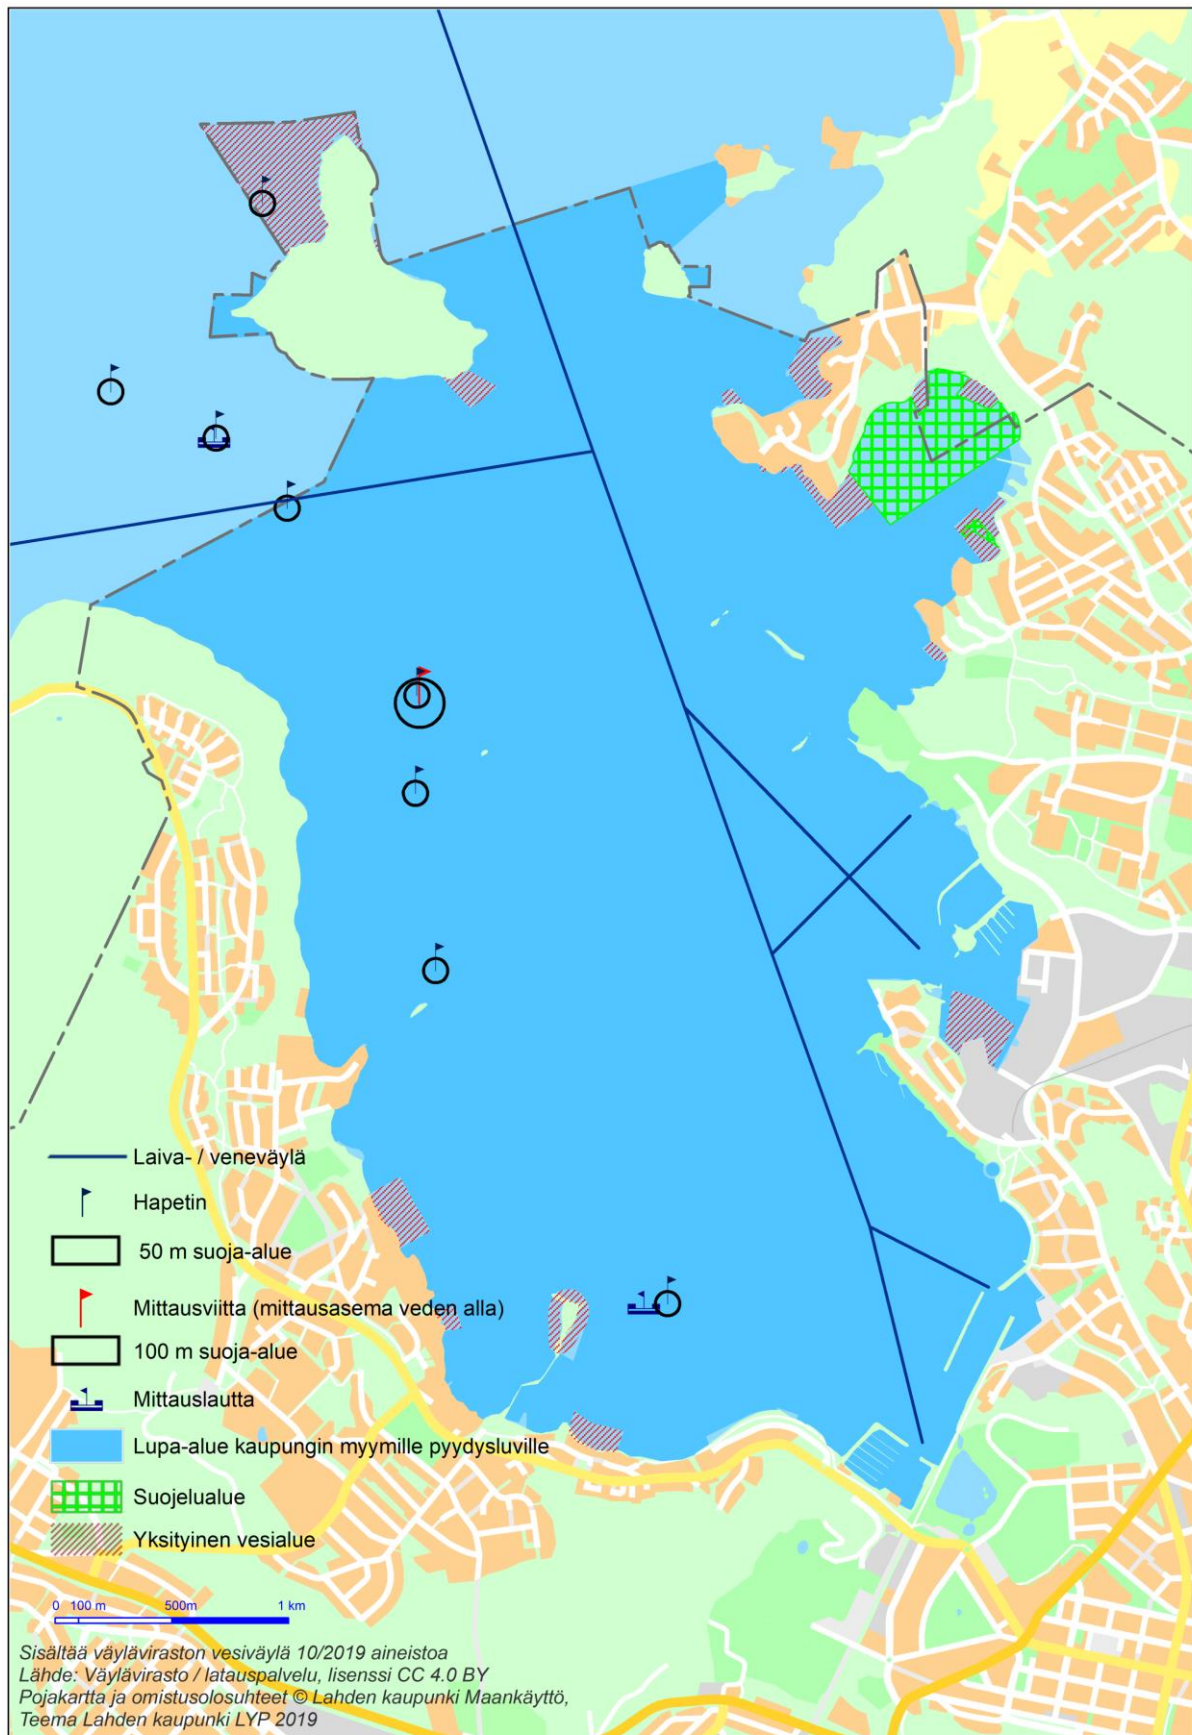 Laiva- / veneväylä
Hapetin
50 m suoja-alue
Mittausviitta (mittausasema veden alla)
100 m suoja-alue
Mittauslautta
Lupa-alue kaupungin myymille pyydysluville
Suojelualue
Yksityinen vesialue
0 100 m 500m 1 km
Sisältää väyläviraston vesiväylä 10/2019 aineistoa
Lähde: Väylävirasto / latauspalvelu, lisenssi CC 4.0 BY
Pojakartta ja omistusolosuhteet © Lahden kaupunki Maankäyttö,
Teema Lahden kaupunki LYP 2019